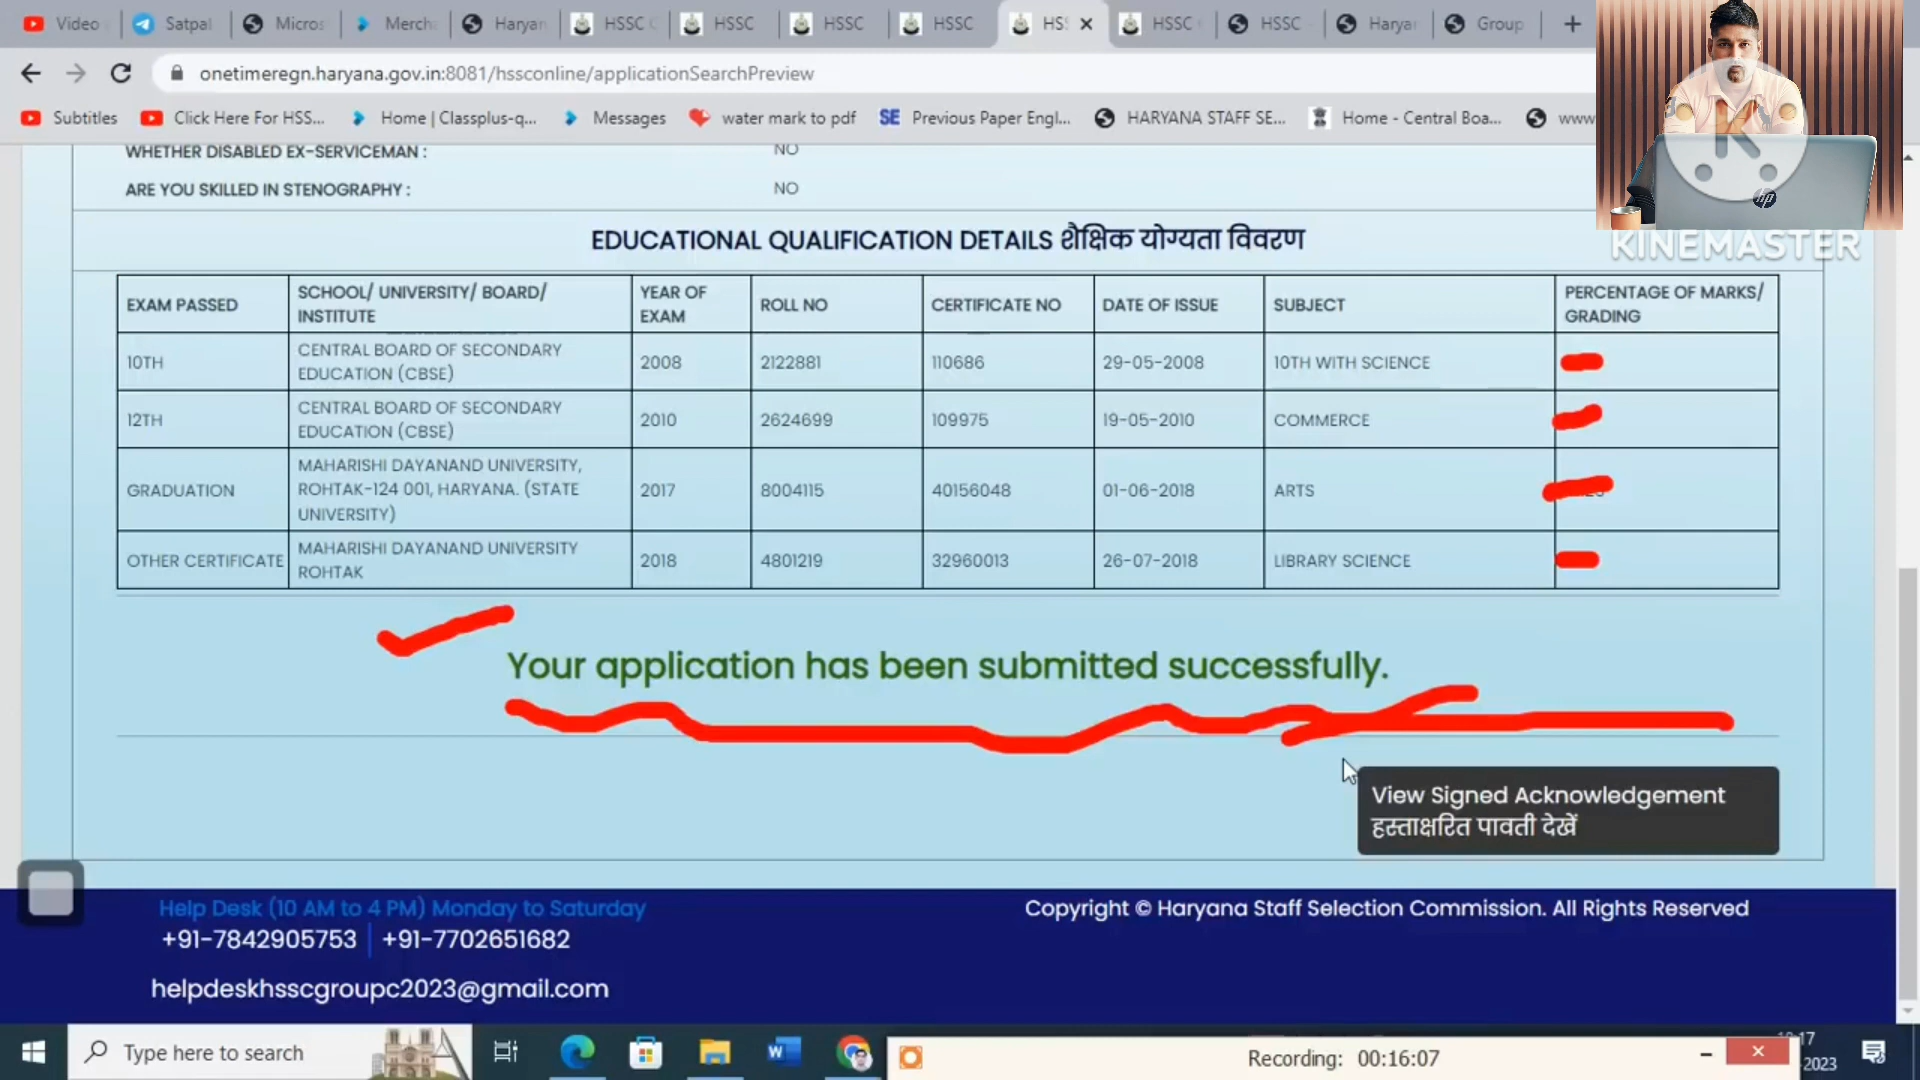 Video
Satpal
Micros
Mercha
Haryan
HSSC C
HSSC
HSSC
HSSC
HSS
HSSC
HSSC
Haryan
Group
onetimeregn.haryana.gov.in:8081/hssconline/applicationSearchPreview
Subtitles
Click Here For HSS...
Home | Classplus-q...
Messages
water mark to pdf
SE Previous Paper Engl...
HARYANA STAFF SE...
Home - Central Boa...
www
K
hp
KINEMASTER
WHETHER DISABLED EX-SERVICEMAN : NO
ARE YOU SKILLED IN STENOGRAPHY : NO
EDUCATIONAL QUALIFICATION DETAILS शैक्षिक योग्यता विवरण
EXAM PASSED
SCHOOL/ UNIVERSITY/ BOARD/
INSTITUTE
YEAR OF
EXAM
ROLL NO
CERTIFICATE NO
DATE OF ISSUE
SUBJECT
PERCENTAGE OF MARKS/
GRADING
10TH
CENTRAL BOARD OF SECONDARY
EDUCATION (CBSE)
2008
2122881
110686
29-05-2008
10TH WITH SCIENCE
12TH
CENTRAL BOARD OF SECONDARY
EDUCATION (CBSE)
2010
2624699
109975
19-05-2010
COMMERCE
GRADUATION
MAHARISHI DAYANAND UNIVERSITY,
ROHTAK-124 001, HARYANA. (STATE
UNIVERSITY)
2017
8004115
40156048
01-06-2018
ARTS
OTHER CERTIFICATE
MAHARISHI DAYANAND UNIVERSITY
ROHTAK
2018
4801219
32960013
26-07-2018
LIBRARY SCIENCE
Your application has been submitted successfully.
View Signed Acknowledgement
हस्ताक्षरित पावती देखें
Help Desk (10 AM to 4 PM) Monday to Saturday
+91-7842905753 | +91-7702651682
helpdeskhsscgroupc2023@gmail.com
Copyright © Haryana Staff Selection Commission. All Rights Reserved
Type here to search
Recording: 00:16:07